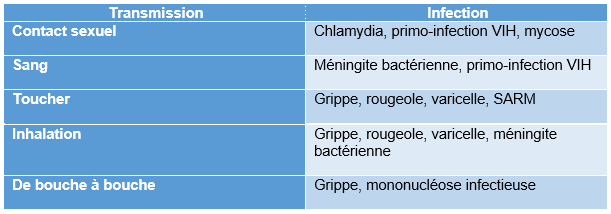 Transmission Infection
Contact sexuel Chlamydia, primo-infection VIH, mycose
Sang Méningite bactérienne, primo-infection VIH
Toucher Grippe, rougeole, varicelle, SARM
Inhalation Grippe, rougeole, varicelle, méningite
bactérienne
De bouche à bouche Grippe, mononucléose infectieuse